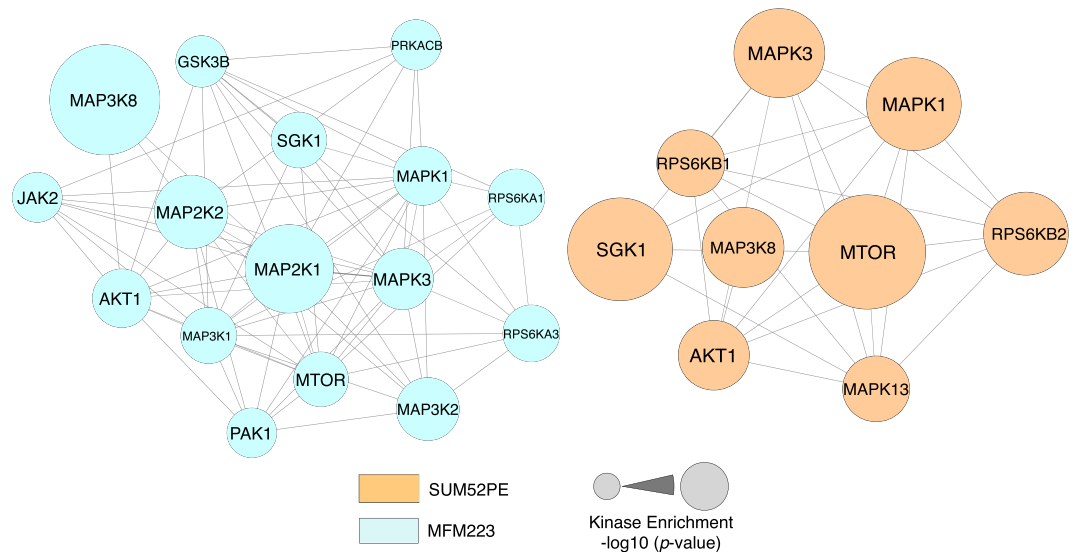 PRKACB
GSK3B
MAP3K8
SGK1
MAPK1
JAK2
RPS6KA1
MAP2K2
MAP2K1
MAPK3
AKT1
MAP3K1
RPS6KA3
MTOR
MAP3K2
PAK1
MAPK3
MAPK1
RPS6KB1
SGK1
MAP3K8
MTOR
RPS6KB2
AKT1
MAPK13
SUM52PE
MFM223
Kinase Enrichment
-log10 (p-value)